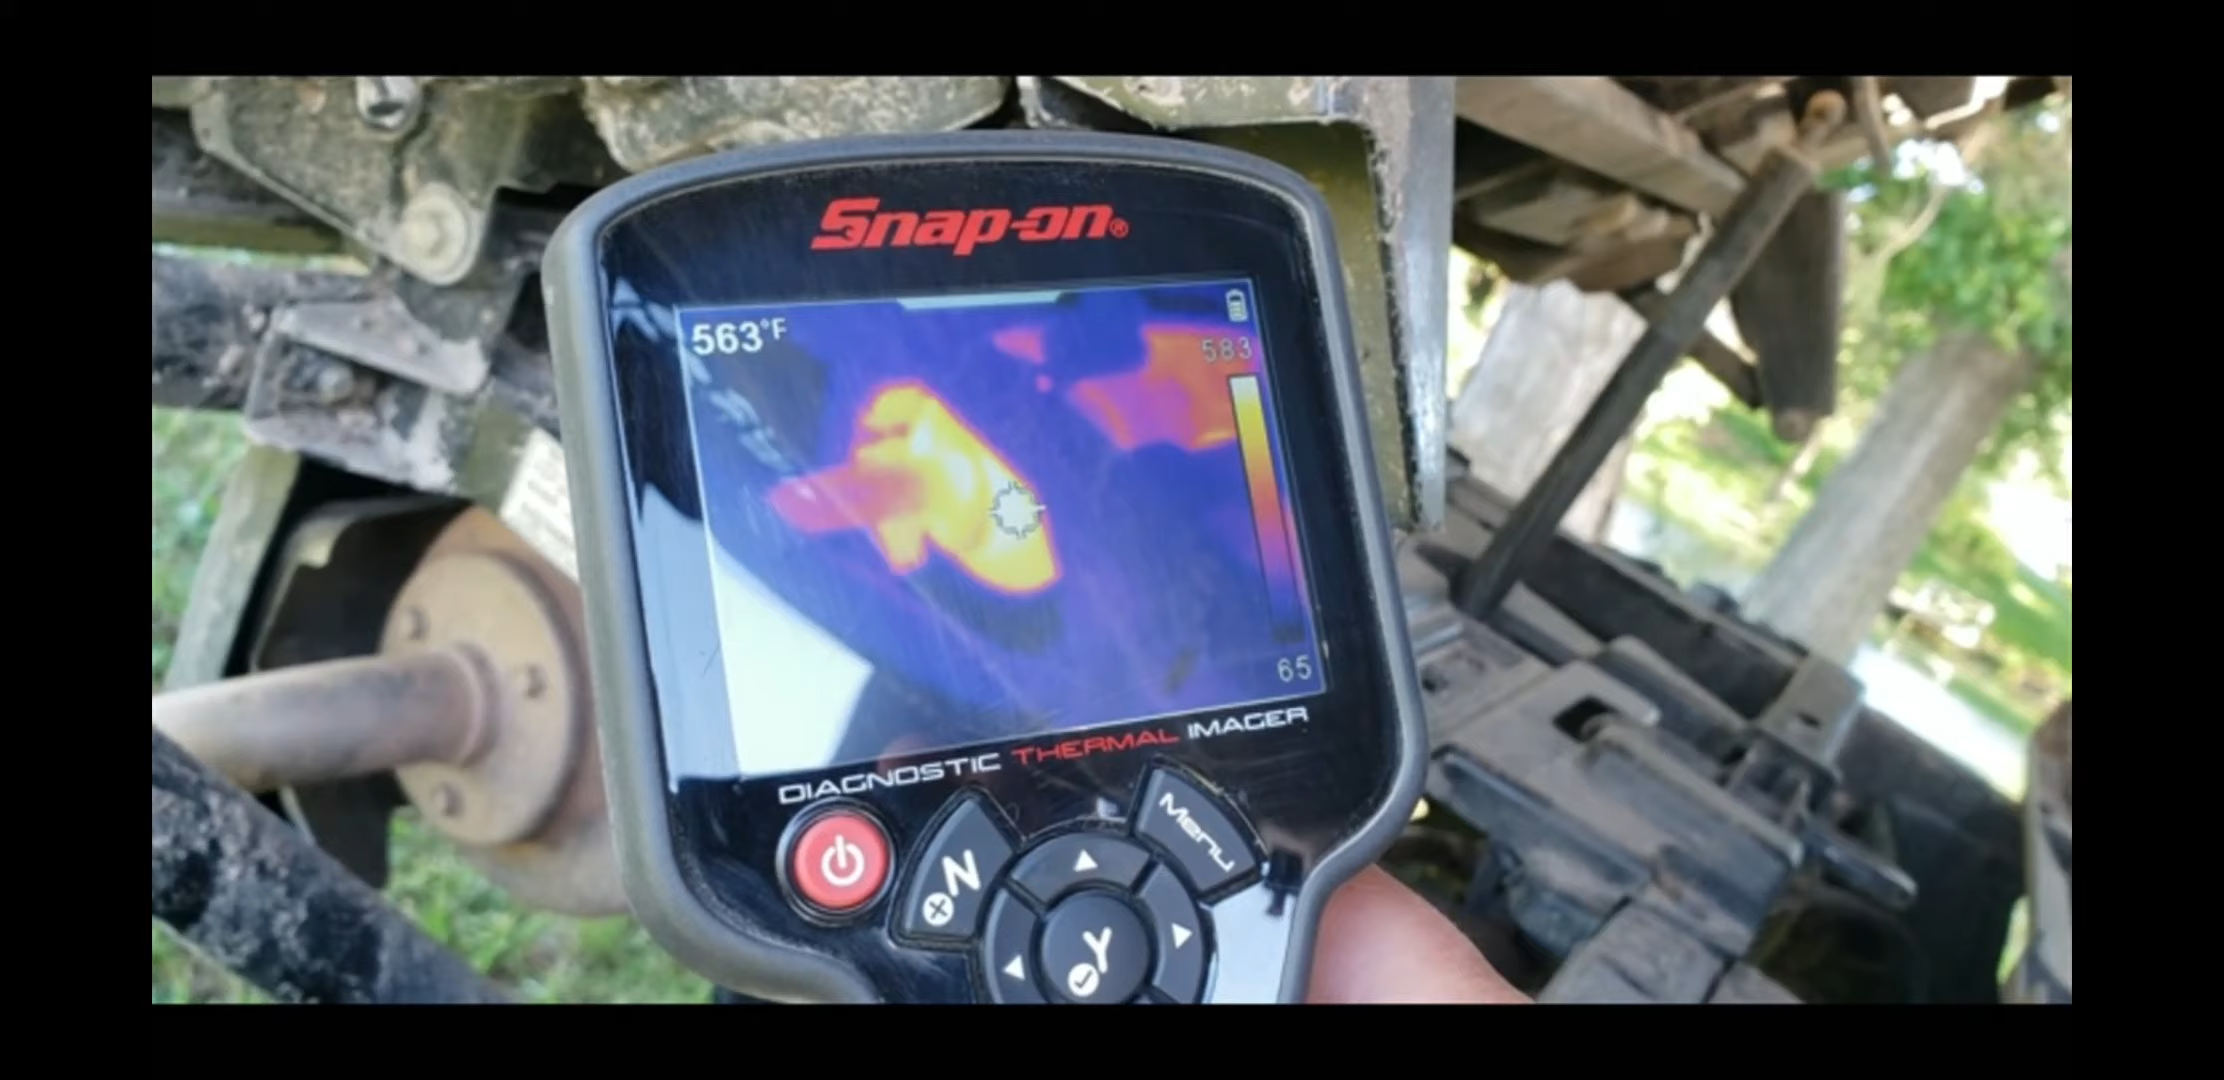 Snap-on®
563°F
583
65
DIAGNOSTIC THERMAL IMAGER
Menu
N
Y